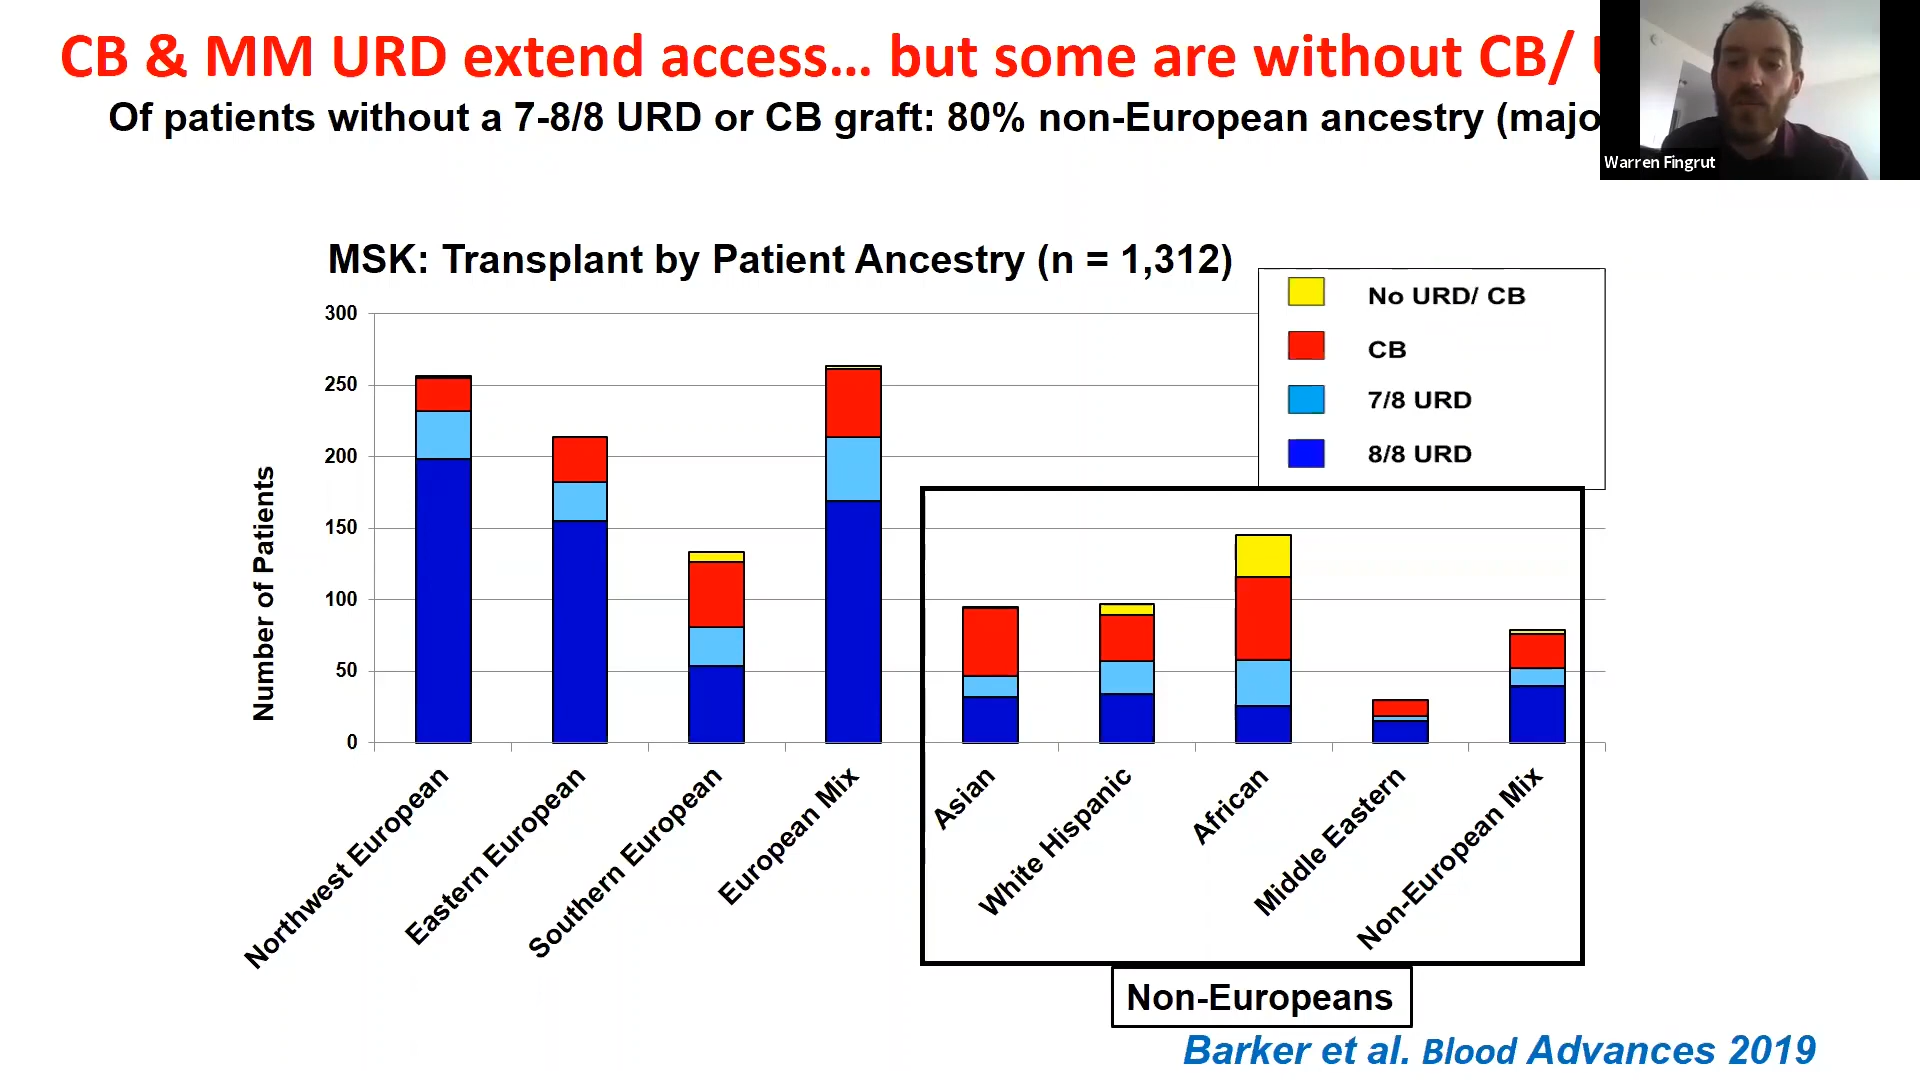 CB & MM URD extend access... but some are without CB/
Of patients without a 7-8/8 URD or CB graft: 80% non-European ancestry
Warren Fingrut
MSK: Transplant by Patient Ancestry (n = 1,312)
No URD/ CB
CB
7/8 URD
8/8 URD
Number of Patients
300
250
200
150
100
50
0
Northwest European
Eastern European
Southern European
European Mix
Asian
White Hispanic
African
Middle Eastern
Non-European Mix
Non-Europeans
Barker et al. Blood Advances 2019